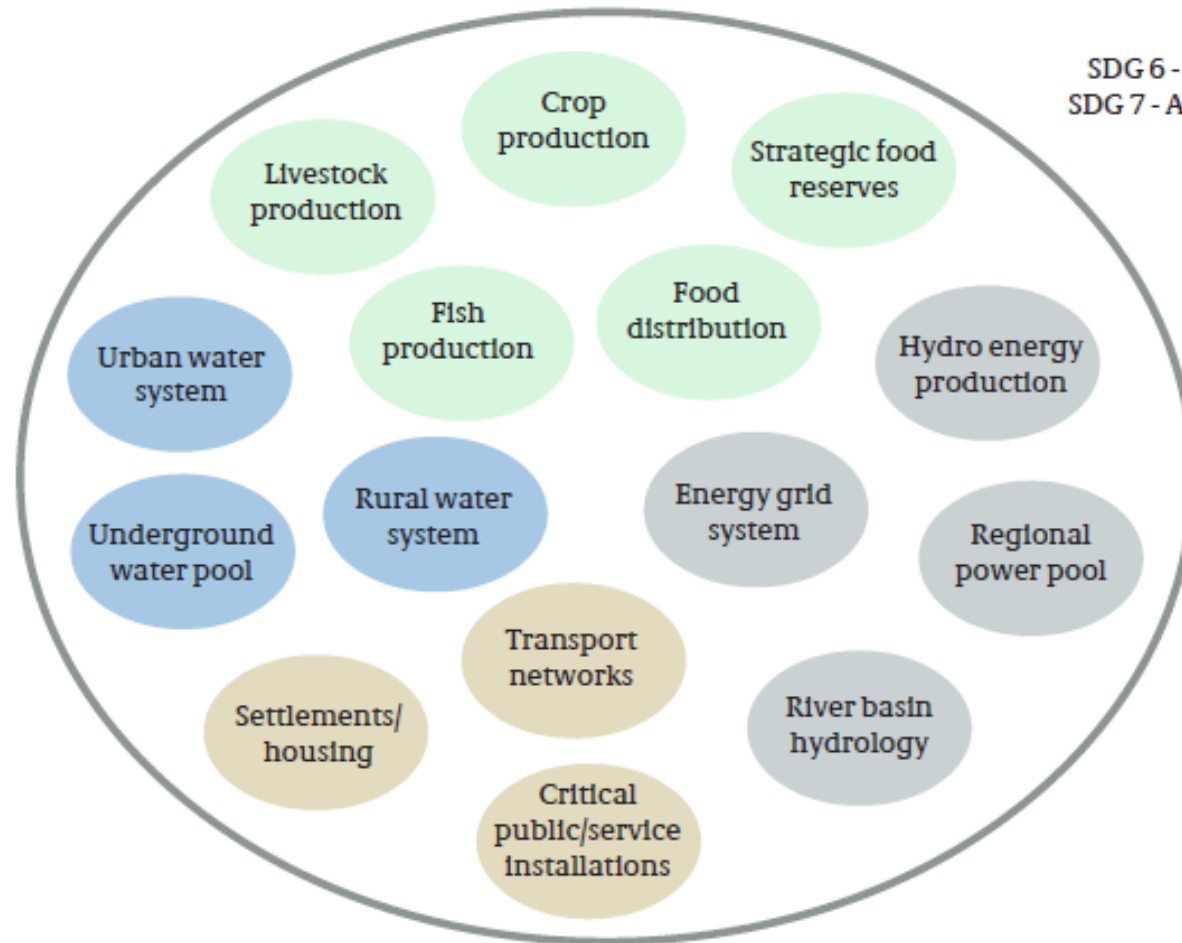 SDG 6 -
SDG 7 - A
Crop
production
Strategic food
reserves
Livestock
production
Food
distribution
Fish
production
Hydro energy
production
Urban water
system
Energy grid
system
Rural water
system
Regional
power pool
Underground
water pool
Transport
networks
River basin
hydrology
Settlements/
housing
Critical
public/service
installations